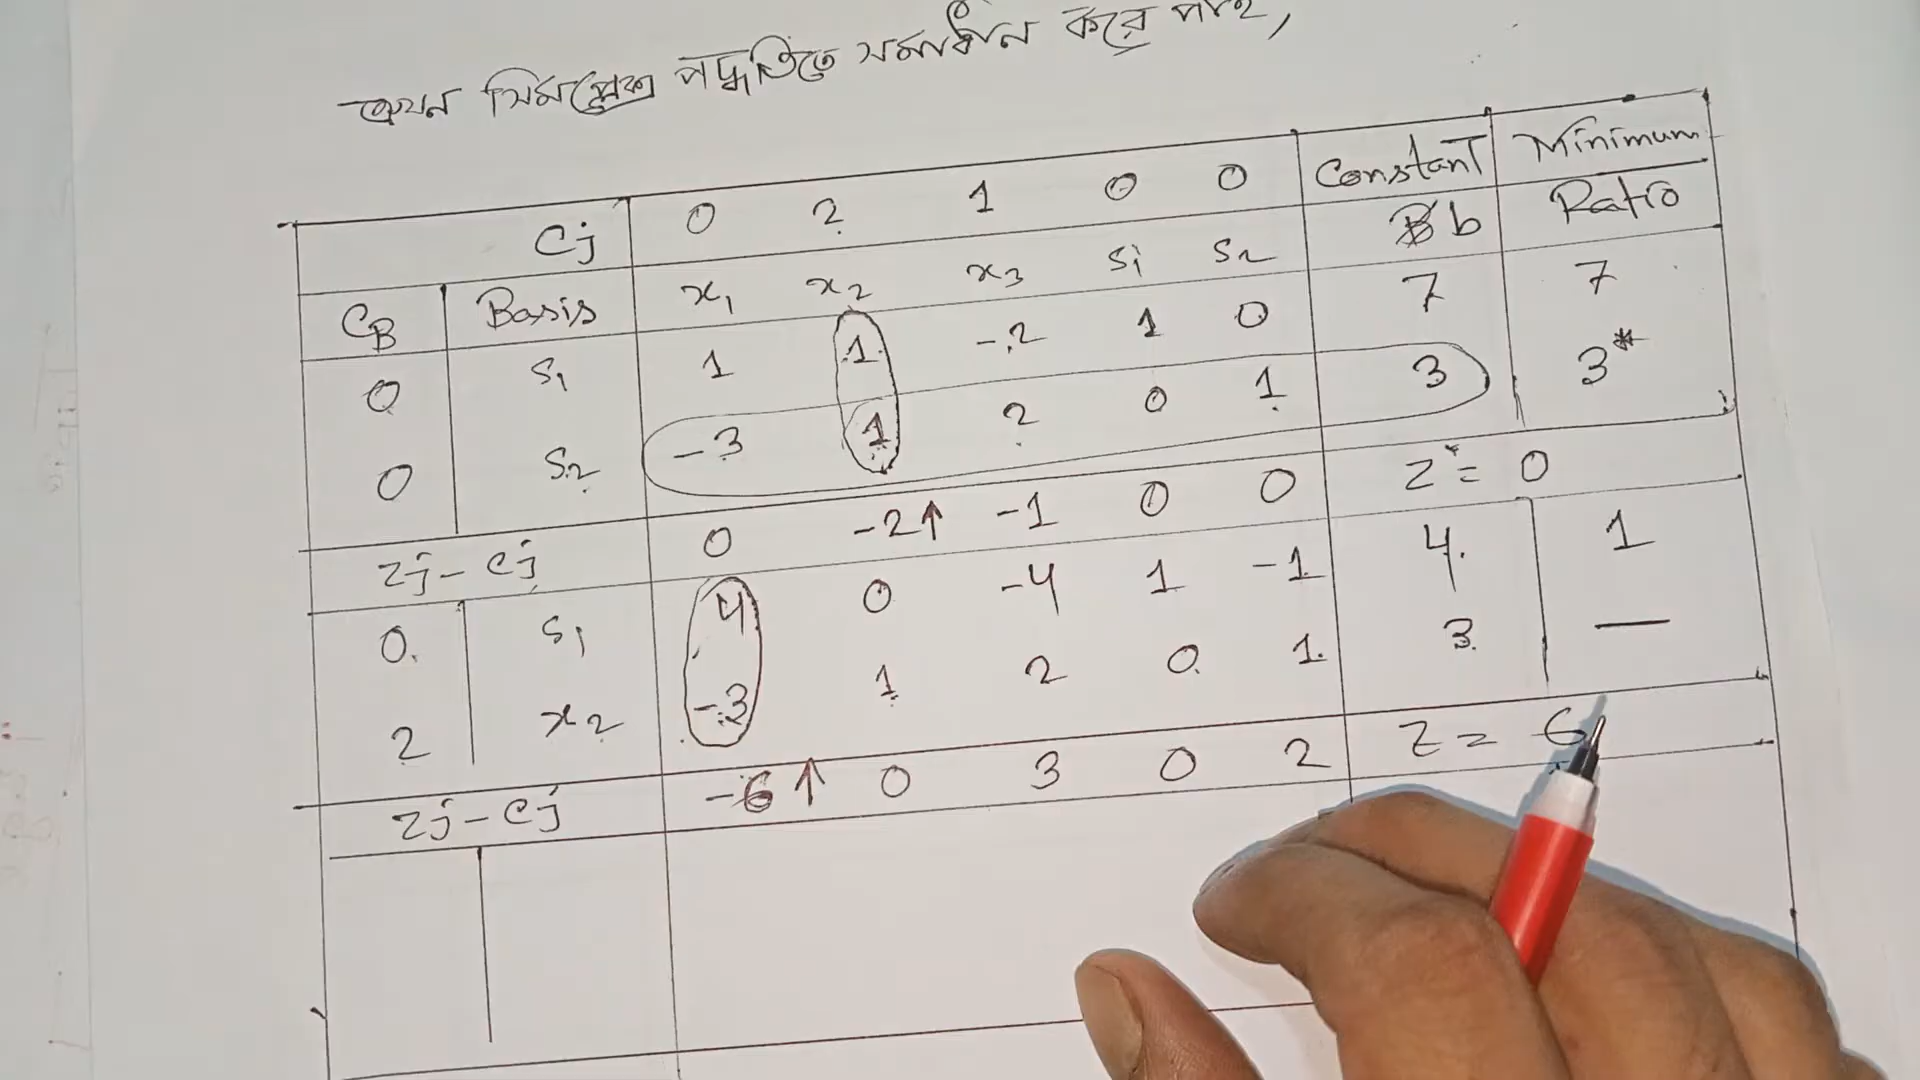 এখন সিমপ্লেক্স পদ্ধতিতে সমাধান করে পাই,
Cj 0 2 1 0 0 Constant Minimum
CB Basis x1 x2 x3 S1 S2 b Ratio
0 S1 1 1 -2 1 0 7 7
0 S2 -3 1 2 0 1 3 3*
zj - cj 0 -2↑ -1 0 0 Z* = 0
0 S1 4 0 -4 1 -1 4 1
2 x2 -3 1 2 0 1 3 —
zj - cj -6↑ 0 3 0 2 Z = 6